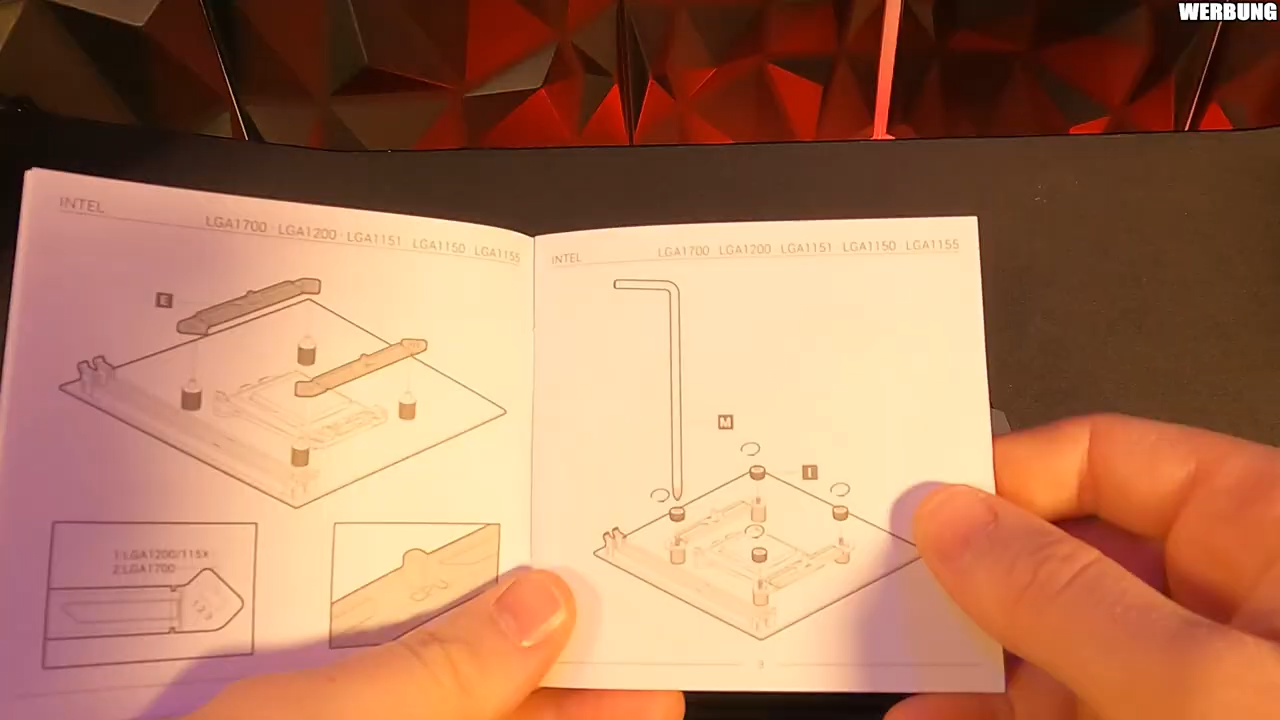 WERBUNG
INTEL
LGA1700 · LGA1200 · LGA1151 LGA1150 LGA1155
E
1:LGA1200/115X
2:LGA1700
INTEL
LGA1700 LGA1200 LGA1151 LGA1150 LGA1155
M
I